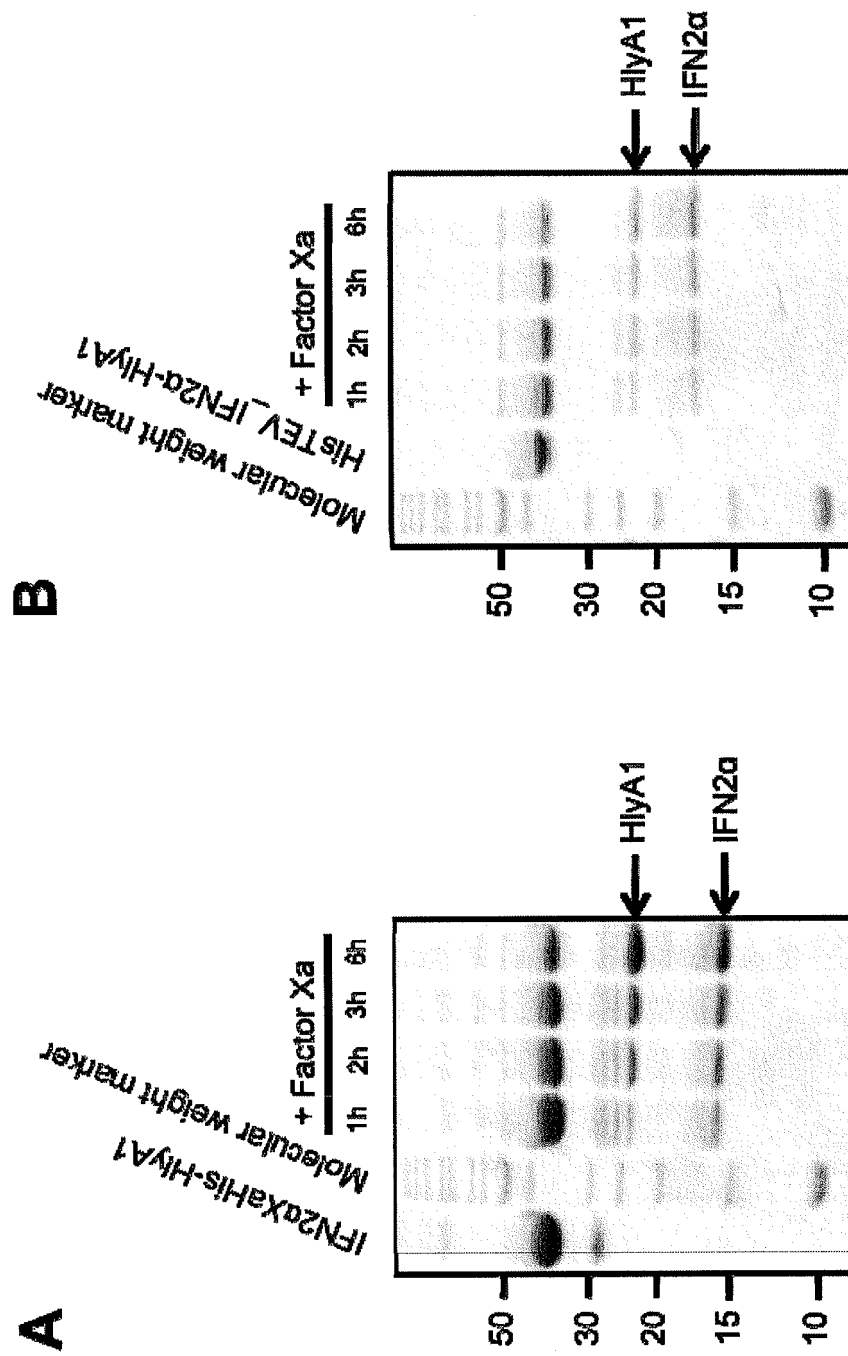 A
IFN2αXaHis-HlyA1
Molecular weight marker
+ Factor Xa
1h 2h 3h 6h
50
30
20
15
10
HlyA1
IFN2α
B
Molecular weight marker
HisTEV_IFN2α-HlyA1
+ Factor Xa
1h 2h 3h 6h
50
30
20
15
10
HlyA1
IFN2α